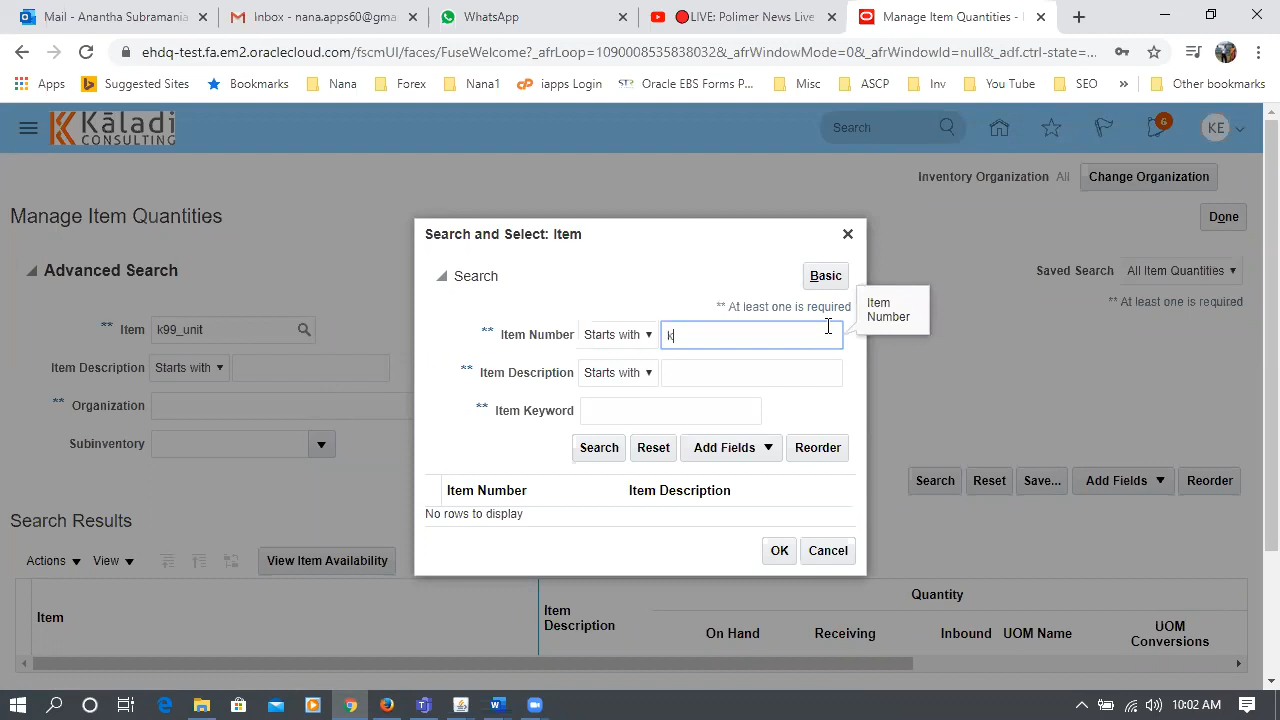 Mail - Anantha Subramani
Inbox - nana.apps60@gmai
WhatsApp
LIVE: Premier News Live
Manage Item Quantities -
ehdq-test.fa.em2.oraclecloud.com/fscmUI/faces/FuseWelcome?_afrLoop=10900085358380320&_afrWindowMode=0&_afrWindowId=null&_adf.ctrl-state=...
Apps
Suggested Sites
Bookmarks
Nana
Forex
Nana1
iapps Login
Oracle EBS Forms P...
Misc
ASCP
Inv
You Tube
SEO
»
Other bookmarks
Kāladi
CONSULTING
Search
6
KE
Inventory Organization All
Change Organization
Manage Item Quantities
Done
Advanced Search
Saved Search All Item Quantities
** At least one is required
** Item k99_unit
Item Description Starts with
** Organization
Subinventory
Search Reset Save... Add Fields Reorder
Search Results
Actions View View Item Availability
Item
Item Description
Quantity
On Hand
Receiving
Inbound
UOM Name
UOM Conversions
Search and Select: Item
Search
Basic
** At least one is required
** Item Number Starts with k
Item Number
** Item Description Starts with
** Item Keyword
Search Reset Add Fields Reorder
Item Number Item Description
No rows to display
OK Cancel
10:02 AM